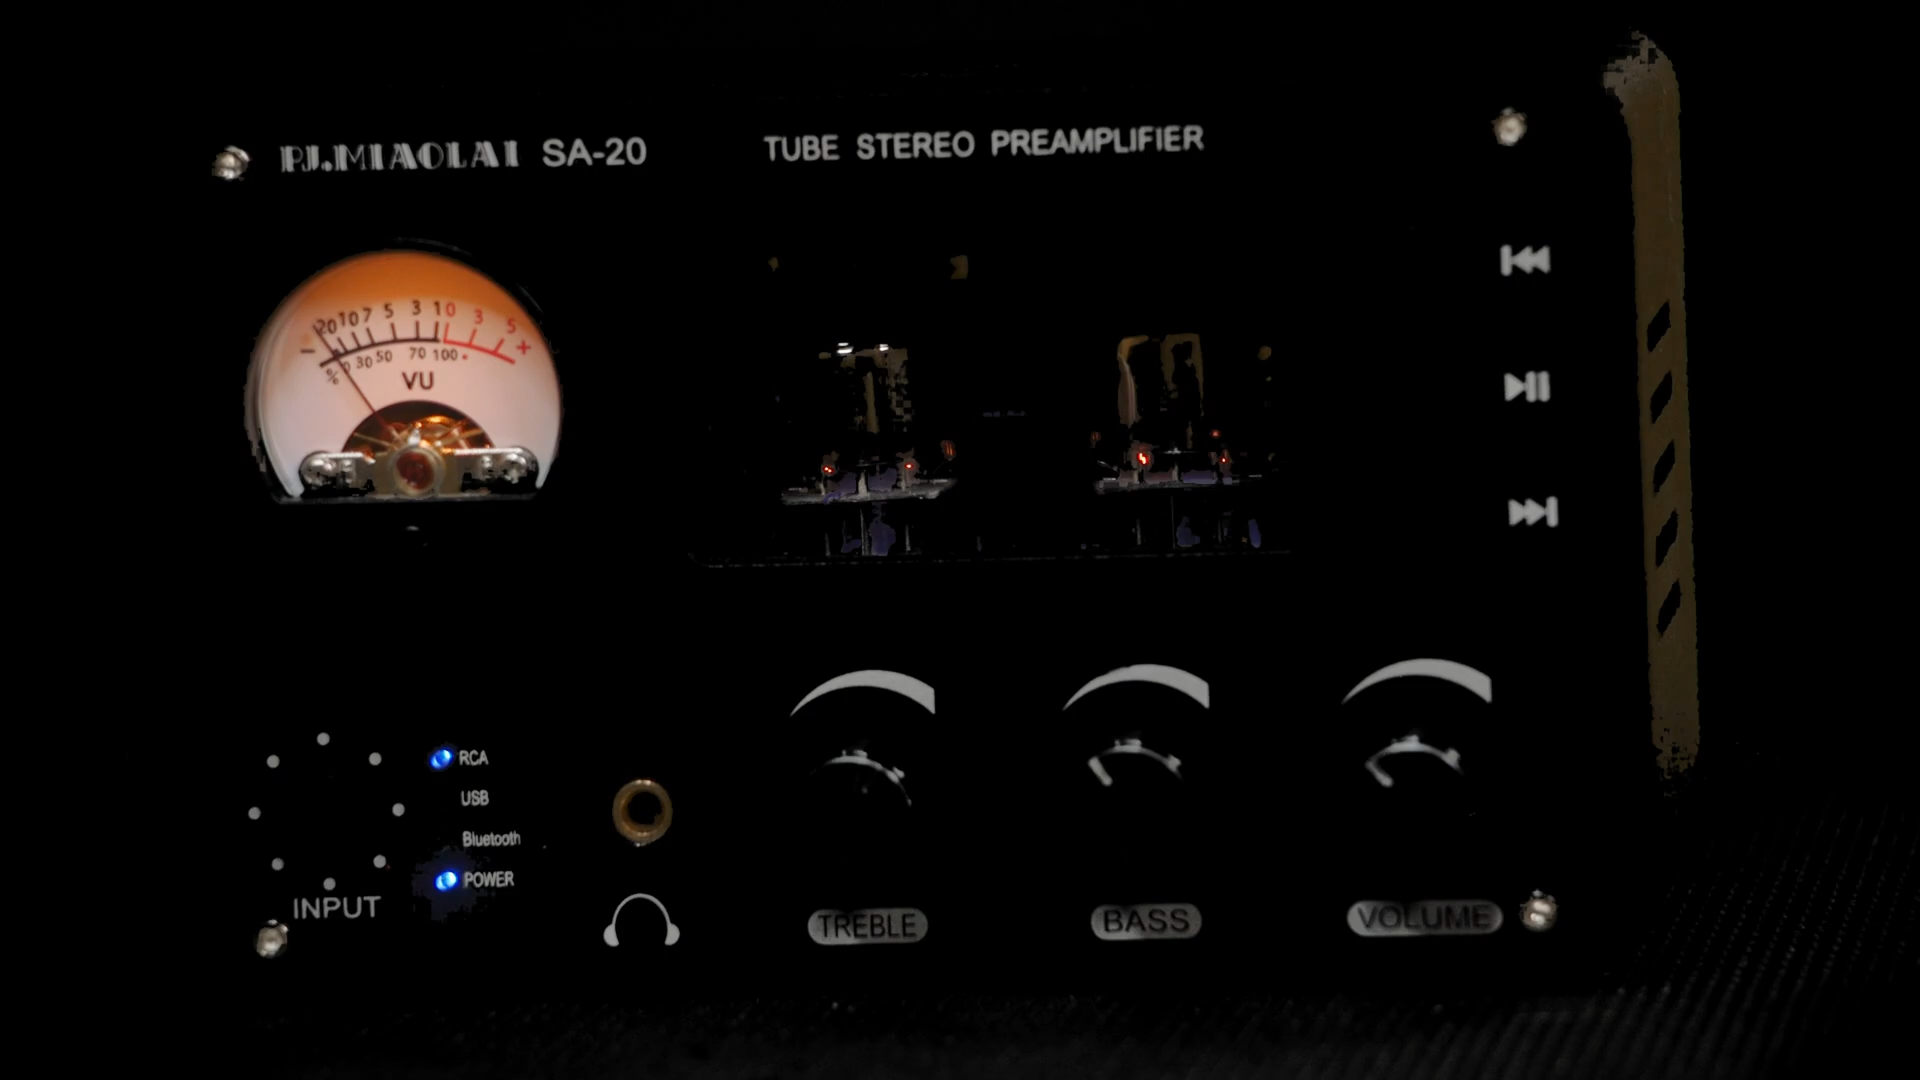 PJ.MIAOLAI SA-20
TUBE STEREO PREAMPLIFIER
20 10 7 5 3 1 0 3 5
- +
% 0 30 50 70 100
VU
RCA
USB
Bluetooth
POWER
INPUT
TREBLE
BASS
VOLUME